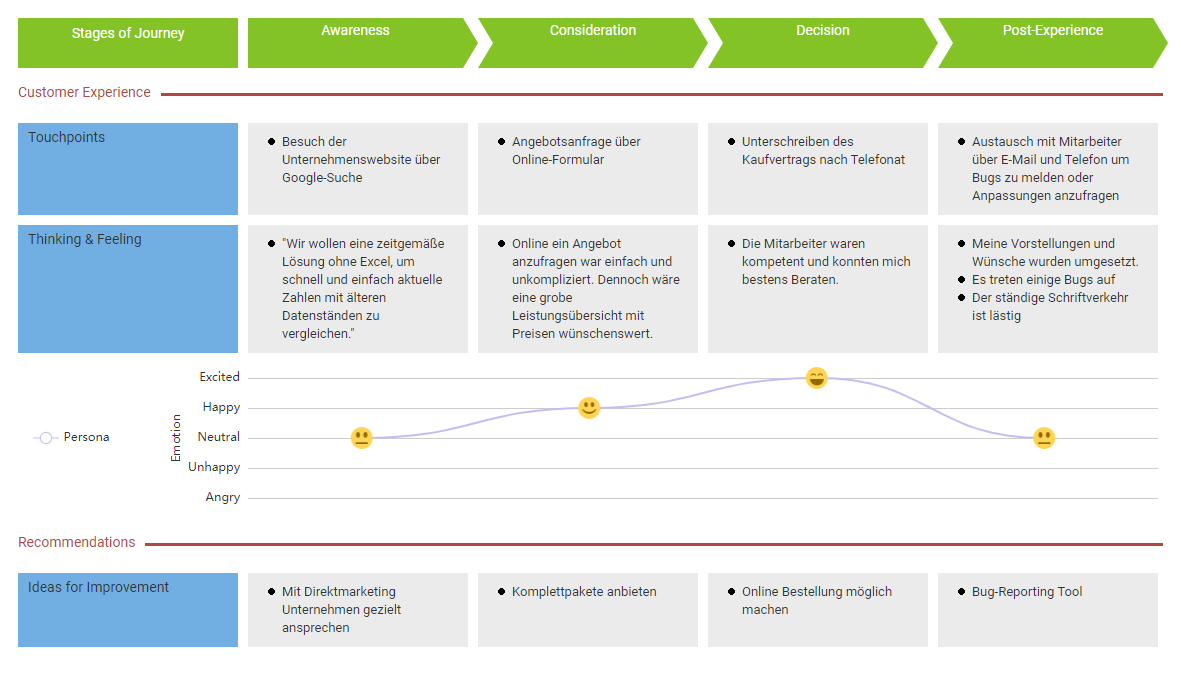 Stages of Journey
Awareness
Consideration
Decision
Post-Experience
Customer Experience
Touchpoints
Besuch der
Unternehmenswebsite über
Google-Suche
Angebotsanfrage über
Online-Formular
Unterschreiben des
Kaufvertrags nach Telefonat
Austausch mit Mitarbeiter
über E-Mail und Telefon um
Bugs zu melden oder
Anpassungen anzufragen
Thinking & Feeling
"Wir wollen eine zeitgemäße
Lösung ohne Excel, um
schnell und einfach aktuelle
Zahlen mit älteren
Datenständen zu
vergleichen."
Online ein Angebot
anzufragen war einfach und
unkompliziert. Dennoch wäre
eine grobe
Leistungsübersicht mit
Preisen wünschenswert.
Die Mitarbeiter waren
kompetent und konnten mich
bestens Beraten.
Meine Vorstellungen und
Wünsche wurden umgesetzt.
Es treten einige Bugs auf
Der ständige Schriftverkehr
ist lästig
Persona
Emotion
Excited
Happy
Neutral
Unhappy
Angry
Recommendations
Ideas for Improvement
Mit Direktmarketing
Unternehmen gezielt
ansprechen
Komplettpakete anbieten
Online Bestellung möglich
machen
Bug-Reporting Tool